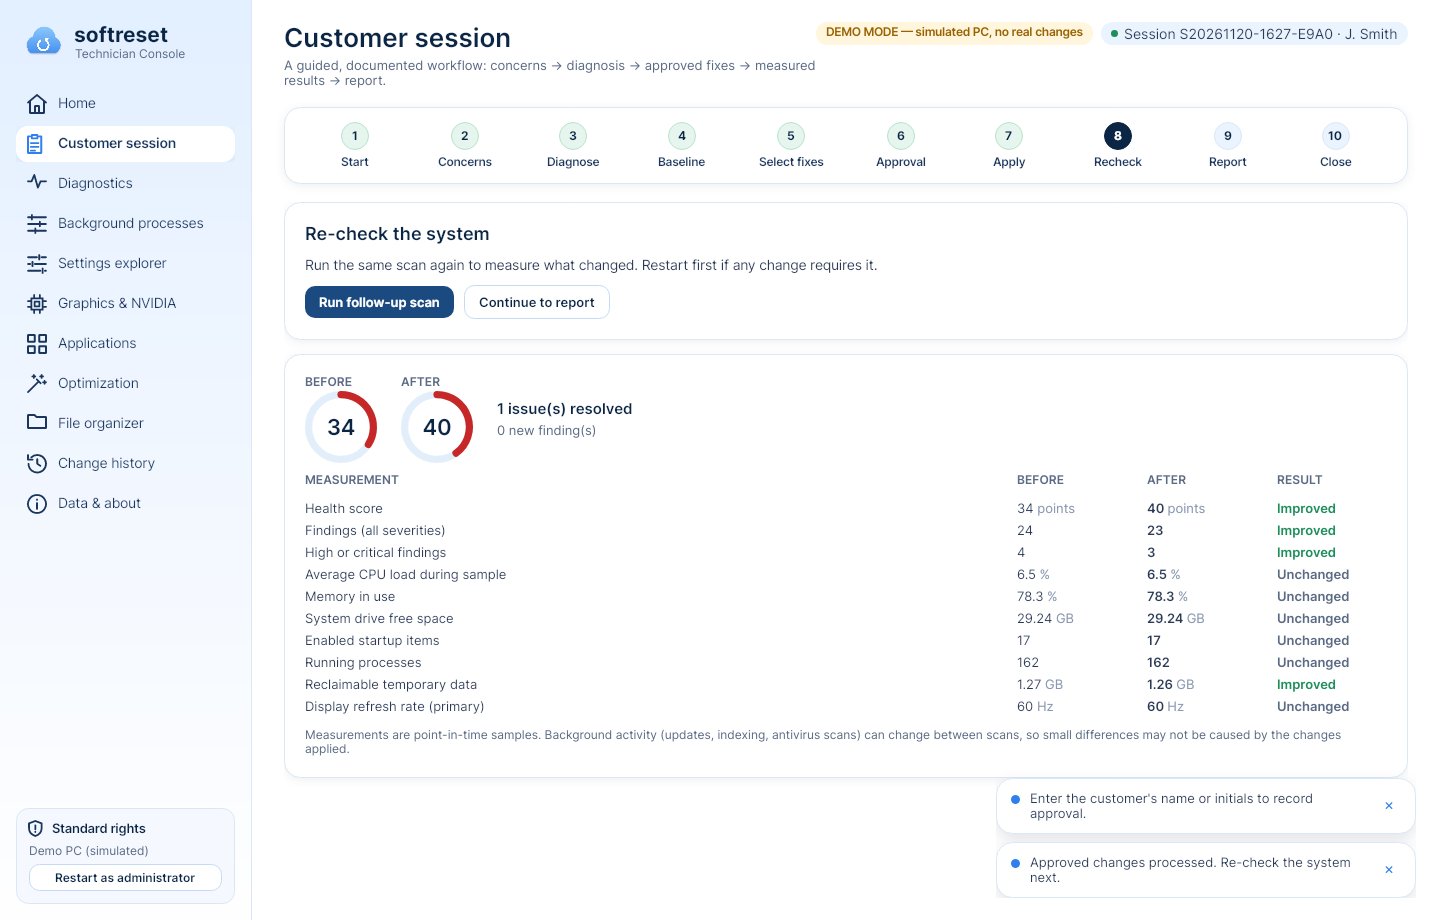 softreset
Technician Console
Home
Customer session
Diagnostics
Background processes
Settings explorer
Graphics & NVIDIA
Applications
Optimization
File organizer
Change history
Data & about
Standard rights
Demo PC (simulated)
Restart as administrator
Customer session
A guided, documented workflow: concerns → diagnosis → approved fixes → measured
results → report.
DEMO MODE — simulated PC, no real changes
Session S20261120-1627-E9A0 · J. Smith
1 2 3 4 5 6 7 8 9 10
Start Concerns Diagnose Baseline Select fixes Approval Apply Recheck Report Close
Re-check the system
Run the same scan again to measure what changed. Restart first if any change requires it.
Run follow-up scan Continue to report
BEFORE AFTER
34 40
1 issue(s) resolved
0 new finding(s)
MEASUREMENT BEFORE AFTER RESULT
Health score 34 points 40 points Improved
Findings (all severities) 24 23 Improved
High or critical findings 4 3 Improved
Average CPU load during sample 6.5 % 6.5 % Unchanged
Memory in use 78.3 % 78.3 % Unchanged
System drive free space 29.24 GB 29.24 GB Unchanged
Enabled startup items 17 17 Unchanged
Running processes 162 162 Unchanged
Reclaimable temporary data 1.27 GB 1.26 GB Improved
Display refresh rate (primary) 60 Hz 60 Hz Unchanged
Measurements are point-in-time samples. Background activity (updates, indexing, antivirus scans) can change between scans, so small differences may not be caused by the changes
applied.
Enter the customer's name or initials to record
approval.
×
Approved changes processed. Re-check the system
next.
×